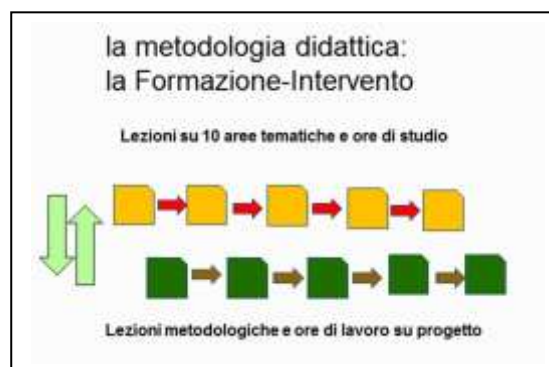 la metodologia didattica:
la Formazione-Intervento
Lezioni su 10 aree tematiche e ore di studio
Lezioni metodologiche e ore di lavoro su progetto